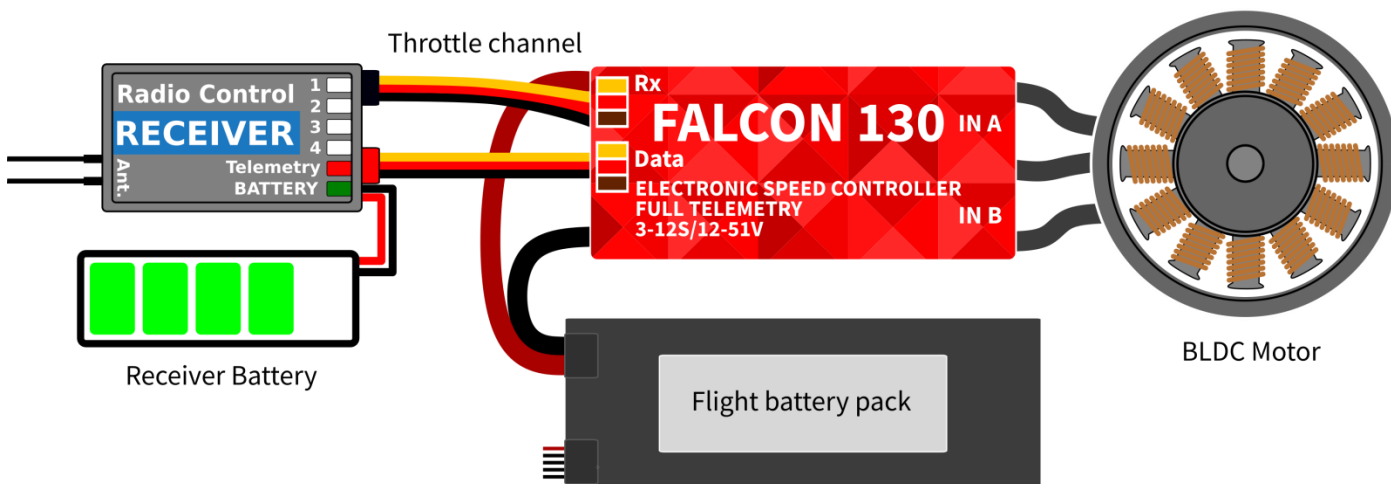 Throttle channel
Radio Control
RECEIVER
1
2
3
4
Telemetry
BATTERY
Ant.
Receiver Battery
Rx
FALCON 130
IN A
Data
ELECTRONIC SPEED CONTROLLER
FULL TELEMETRY
3-12S/12-51V
IN B
Flight battery pack
BLDC Motor